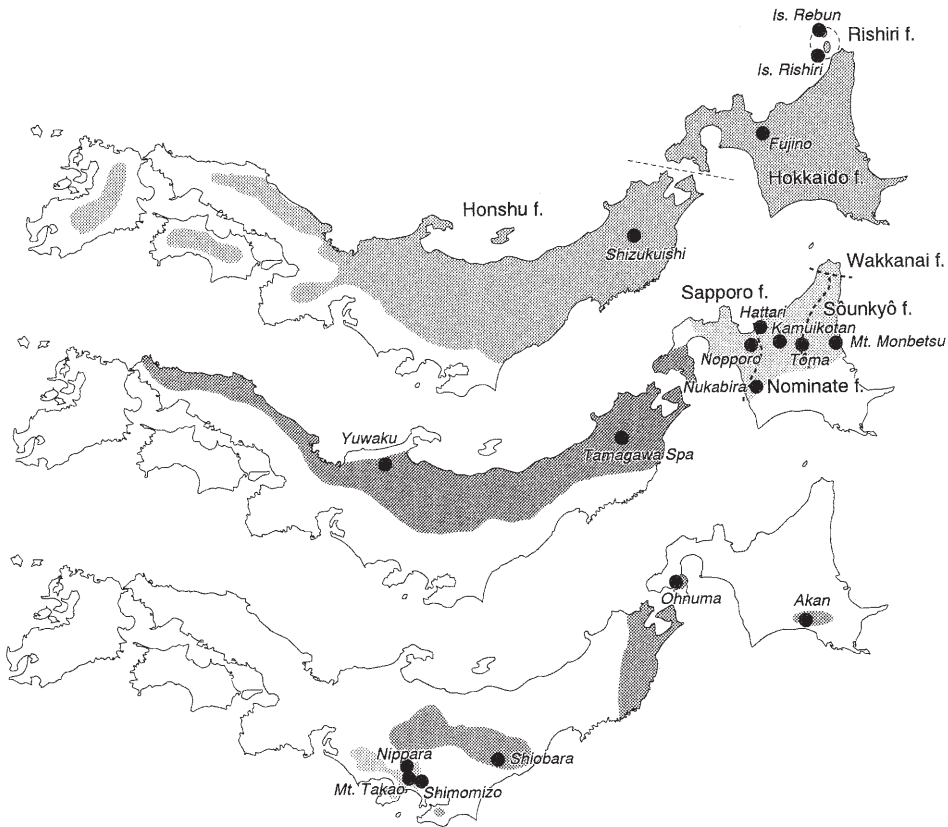 Is. Rebun
Rishiri f.
Is. Rishiri
Fujino
Hokkaido f.
Honshu f.
Shizukuishi
Wakkanai f.
Sapporo f.
Sôunkyô f.
Hattari
Kamuikotan
Mt. Monbetsu
Nopporo
Tôma
Nukabira
Nominate f.
Yuwaku
Tamagawa Spa
Ohnuma
Akan
Nippara
Shiobara
Mt. Takao
Shimomizo